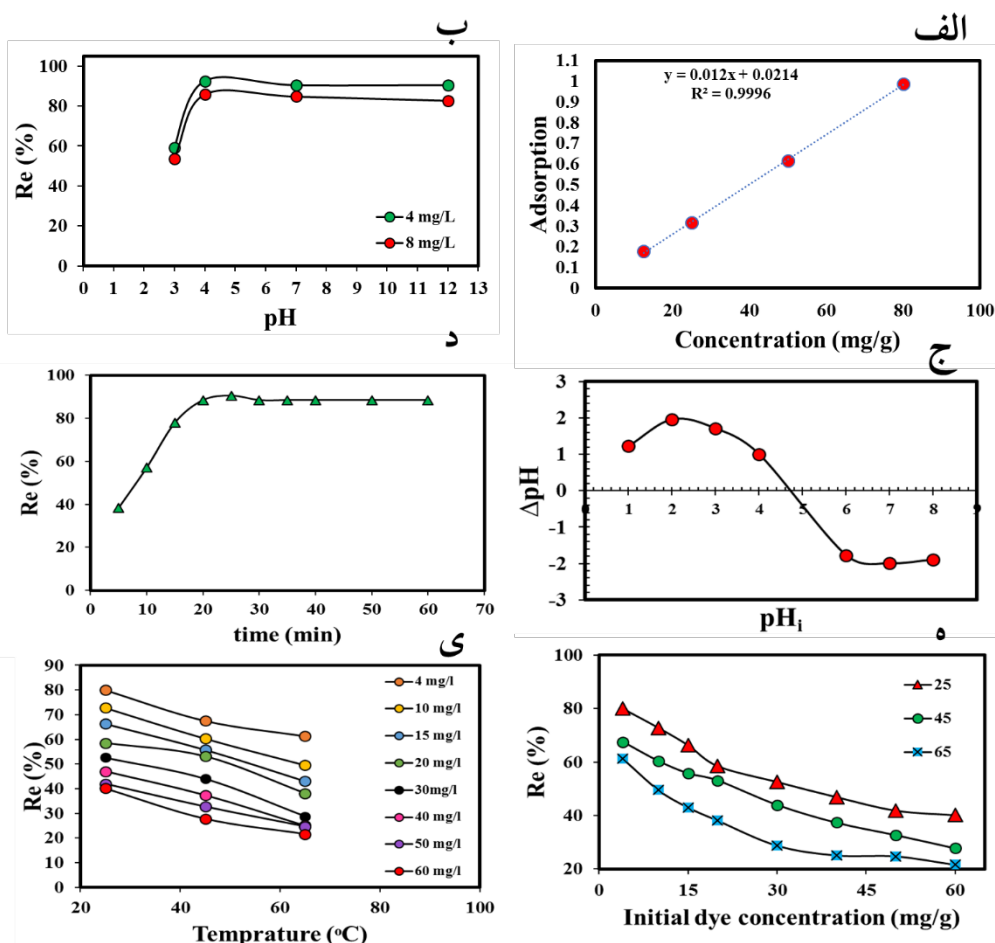 الف
1.1
1
0.9
0.8
0.7
0.6
0.5
0.4
0.3
0.2
0.1
y = 0.012x + 0.0214
R² = 0.9996
Adsorption
0 20 40 60 80 100
Concentration (mg/g)
ب
100
80
60
40
20
0
Re (%)
4 mg/L
8 mg/L
0 1 2 3 4 5 6 7 8 9 10 11 12 13
pH
ج
3
2
1
0
-1
-2
-3
ΔpH
0 1 2 3 4 5 6 7 8 9
pHi
د
100
80
60
40
20
0
Re (%)
0 10 20 30 40 50 60 70
time (min)
ه
100
80
60
40
20
Re (%)
25
45
65
0 15 30 45 60
Initial dye concentration (mg/g)
ی
90
80
70
60
50
40
30
20
10
0
Re (%)
4 mg/l
10 mg/l
15 mg/l
20 mg/l
30mg/l
40 mg/l
50 mg/l
60 mg/l
20 40 60 80 100
Temprature (°C)